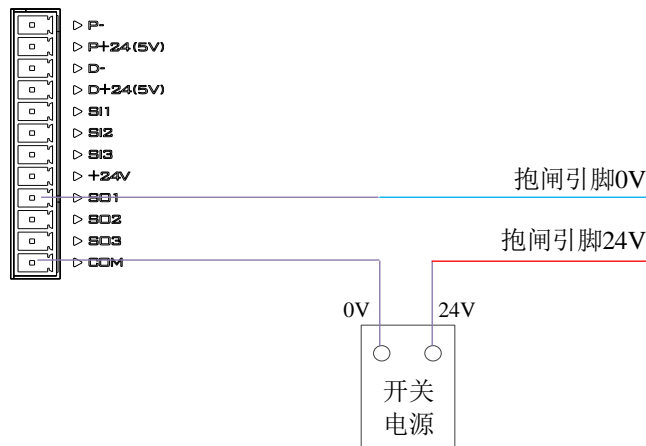 P-
P+24(5V)
D-
D+24(5V)
SI1
SI2
SI3
+24V
SO1
SO2
SO3
COM
抱闸引脚0V
抱闸引脚24V
0V
24V
开关
电源